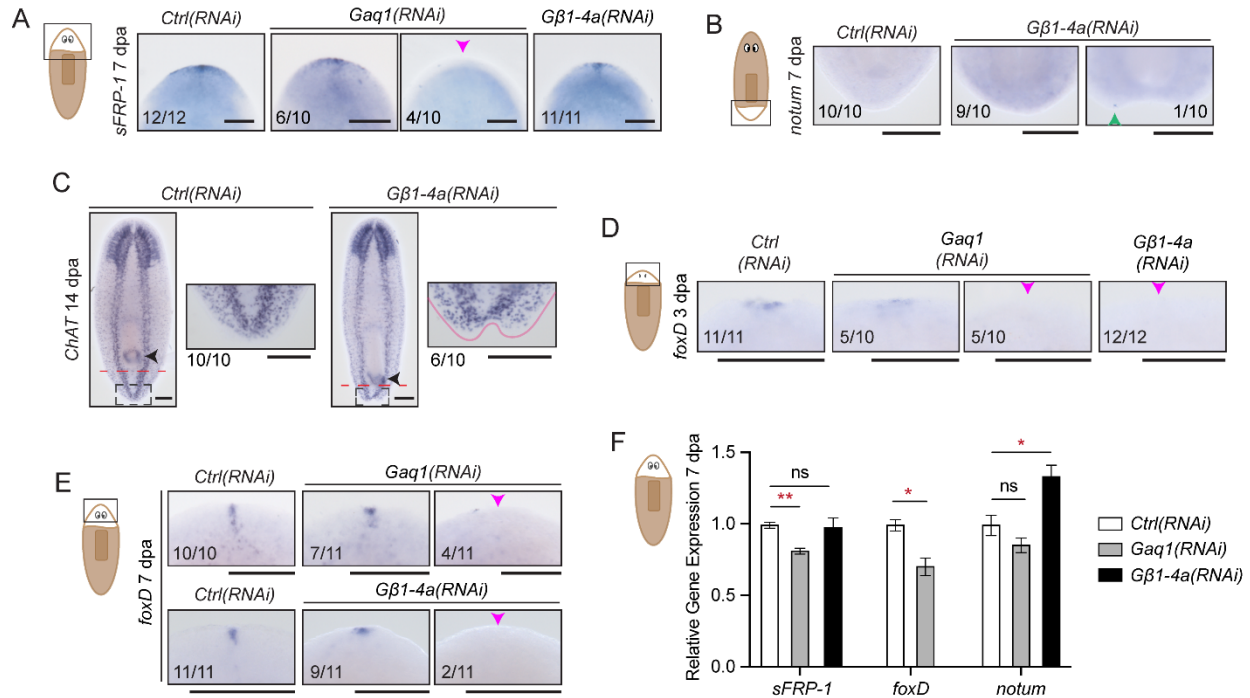 A
Ctrl(RNAi)
Gaq1(RNAi)
Gβ1-4a(RNAi)
sFRP-1 7 dpa
12/12
6/10
4/10
11/11
B
Ctrl(RNAi)
Gβ1-4a(RNAi)
notum 7 dpa
10/10
9/10
1/10
C
Ctrl(RNAi)
Gβ1-4a(RNAi)
ChAT 14 dpa
10/10
6/10
D
Ctrl
(RNAi)
Gaq1
(RNAi)
Gβ1-4a
(RNAi)
foxD 3 dpa
11/11
5/10
5/10
12/12
E
Ctrl(RNAi)
Gaq1(RNAi)
foxD 7 dpa
10/10
7/11
4/11
Ctrl(RNAi)
Gβ1-4a(RNAi)
11/11
9/11
2/11
F
Relative Gene Expression 7 dpa
1.5
1.0
0.5
0.0
ns
**
*
ns
*
sFRP-1
foxD
notum
Ctrl(RNAi)
Gaq1(RNAi)
Gβ1-4a(RNAi)